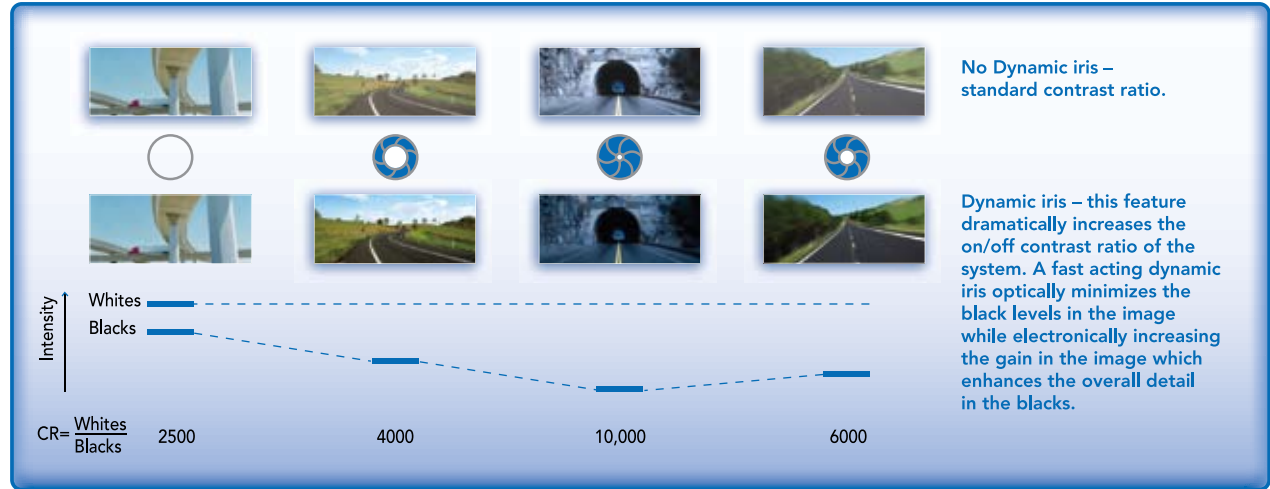 No Dynamic iris –
standard contrast ratio.
Dynamic iris – this feature
dramatically increases the
on/off contrast ratio of the
system. A fast acting dynamic
iris optically minimizes the
black levels in the image
while electronically increasing
the gain in the image which
enhances the overall detail
in the blacks.
Intensity
Whites
Blacks
CR= Whites
Blacks
2500 4000 10,000 6000